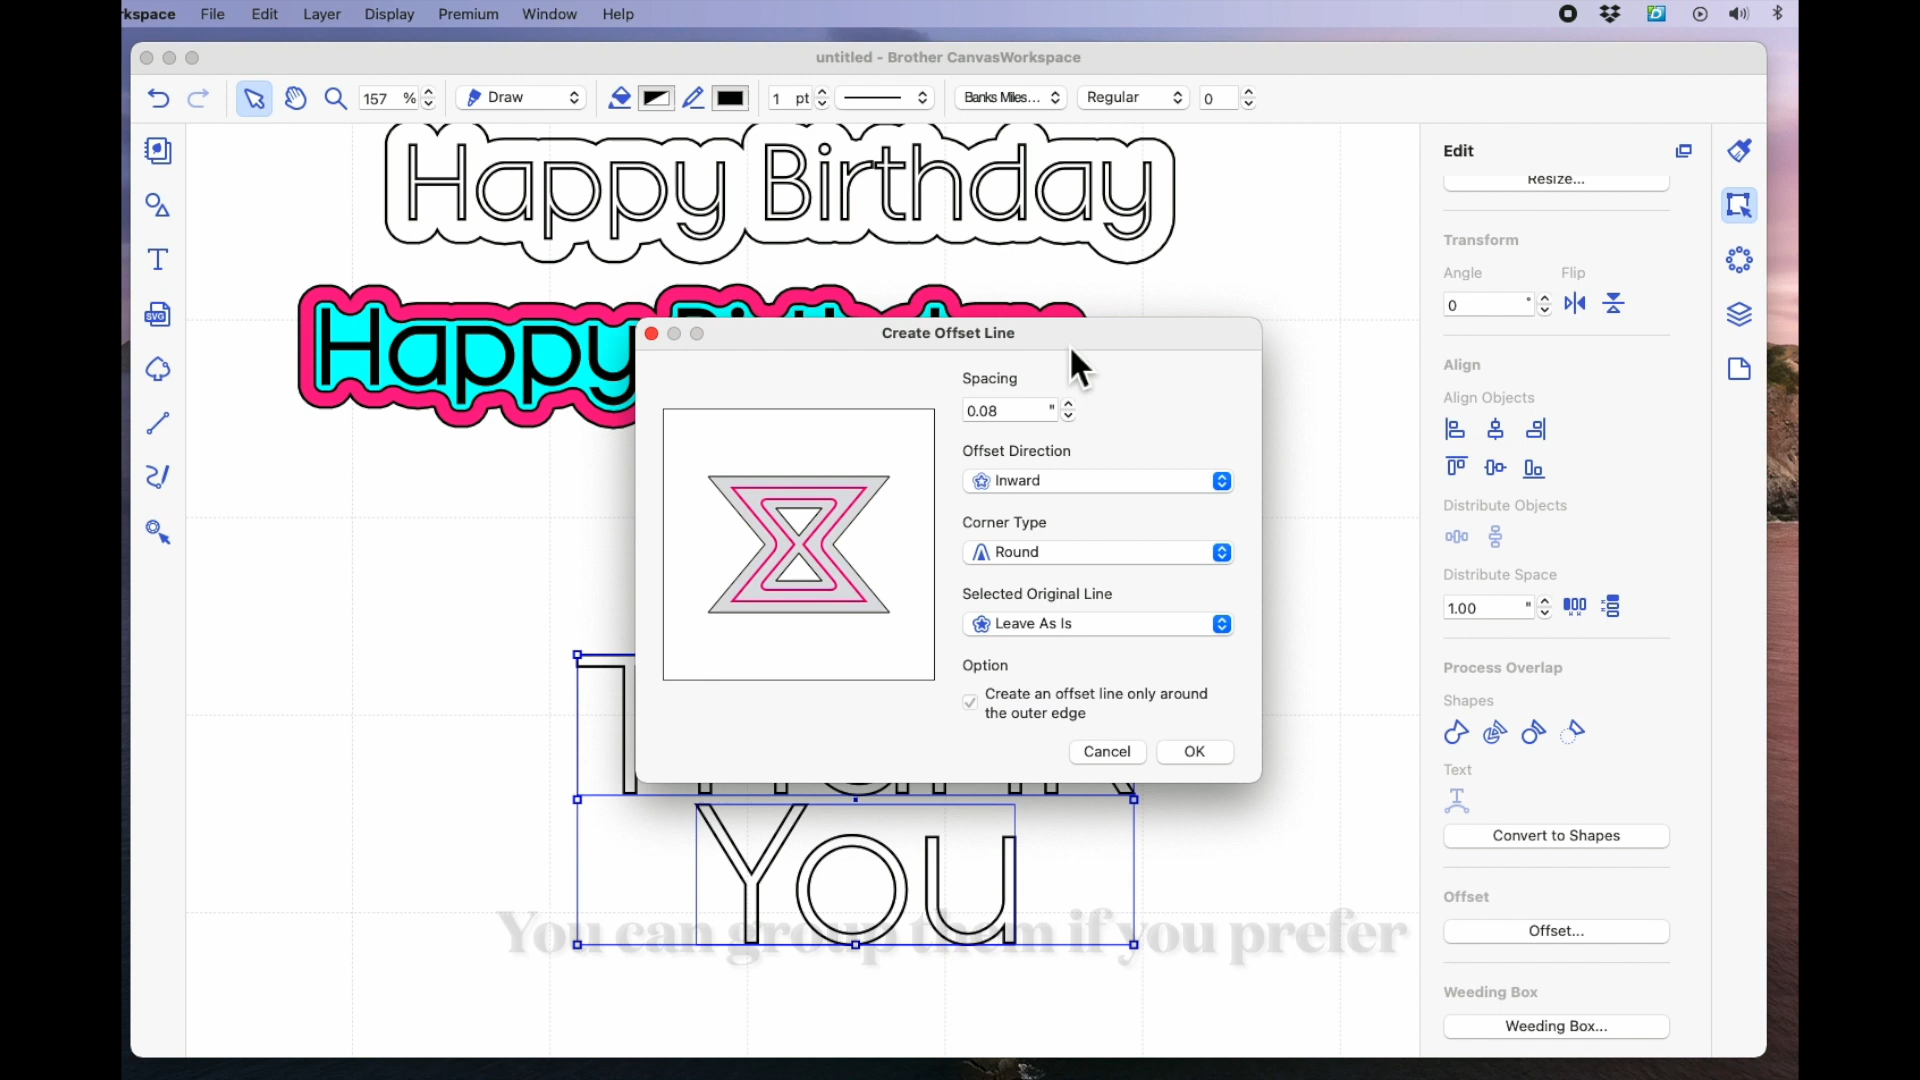 kspace File Edit Layer Display Premium Window Help
untitled - Brother CanvasWorkspace
157 % Draw 1 pt Banks Miles... Regular 0
Happy Birthday
Happy
Edit
Resize...
Transform
Angle Flip
0 °
Align
Align Objects
Distribute Objects
Distribute Space
1.00 "
Process Overlap
Shapes
Text
Convert to Shapes
Offset
Offset...
Weeding Box
Weeding Box...
Create Offset Line
Spacing
0.08 "
Offset Direction
Inward
Corner Type
Round
Selected Original Line
Leave As Is
Option
Create an offset line only around
the outer edge
Cancel OK
You
You can group them if you prefer
SVG